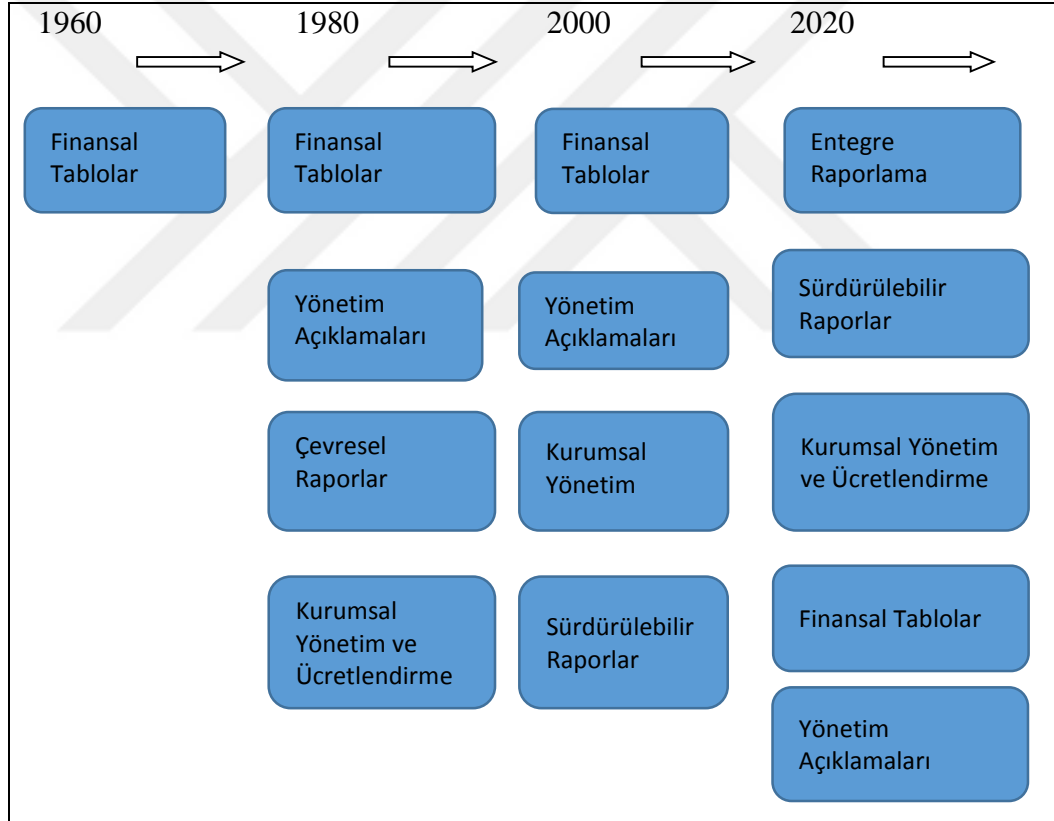 1960
1980
2000
2020
Finansal
Tablolar
Finansal
Tablolar
Finansal
Tablolar
Entegre
Raporlama
Yönetim
Açıklamaları
Yönetim
Açıklamaları
Sürdürülebilir
Raporlar
Çevresel
Raporlar
Kurumsal
Yönetim
Kurumsal Yönetim
ve Ücretlendirme
Kurumsal
Yönetim ve
Ücretlendirme
Sürdürülebilir
Raporlar
Finansal Tablolar
Yönetim
Açıklamaları